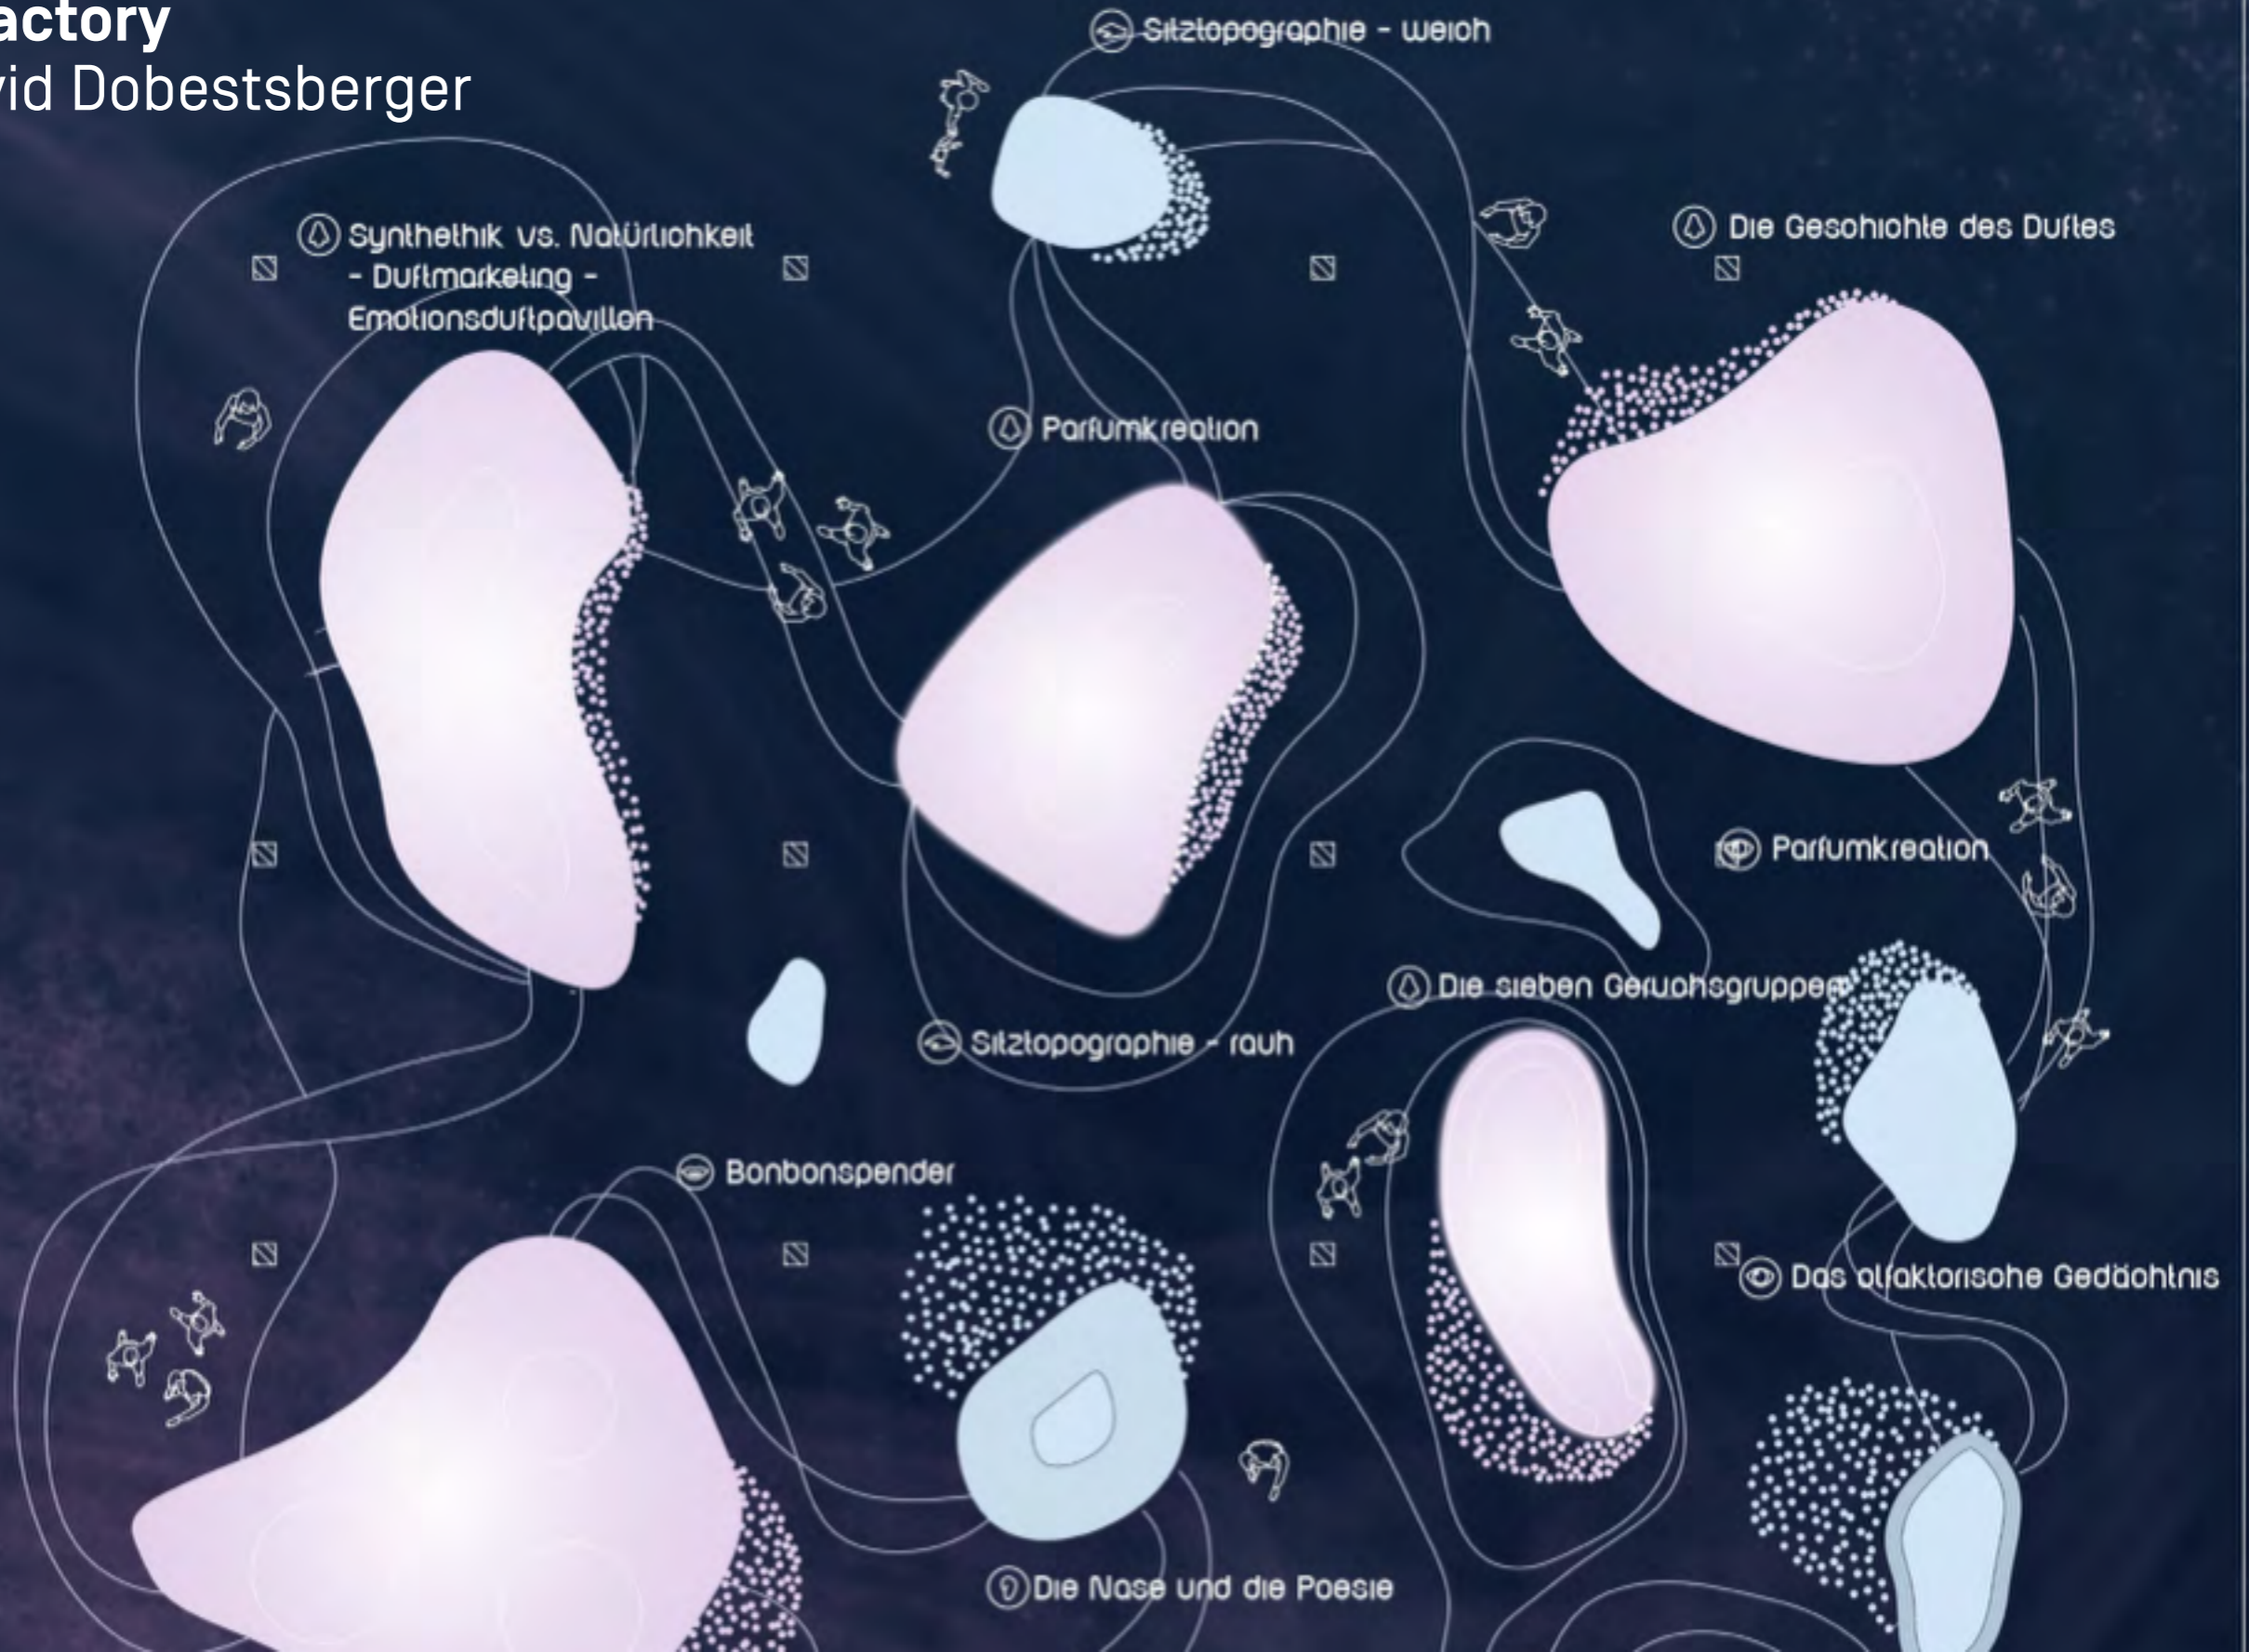 actory
vid Dobestsberger
Sitztopographie - weich
Synthethik vs. Natürlichkeit
- Duftmarketing -
Emotionsduftpavillon
Die Geschichte des Duftes
Parfumkreation
Parfumkreation
Die sieben Geruchsgruppen
Sitztopographie - rauh
Bonbonspender
Das olfaktorische Gedächtnis
Die Nase und die Poesie